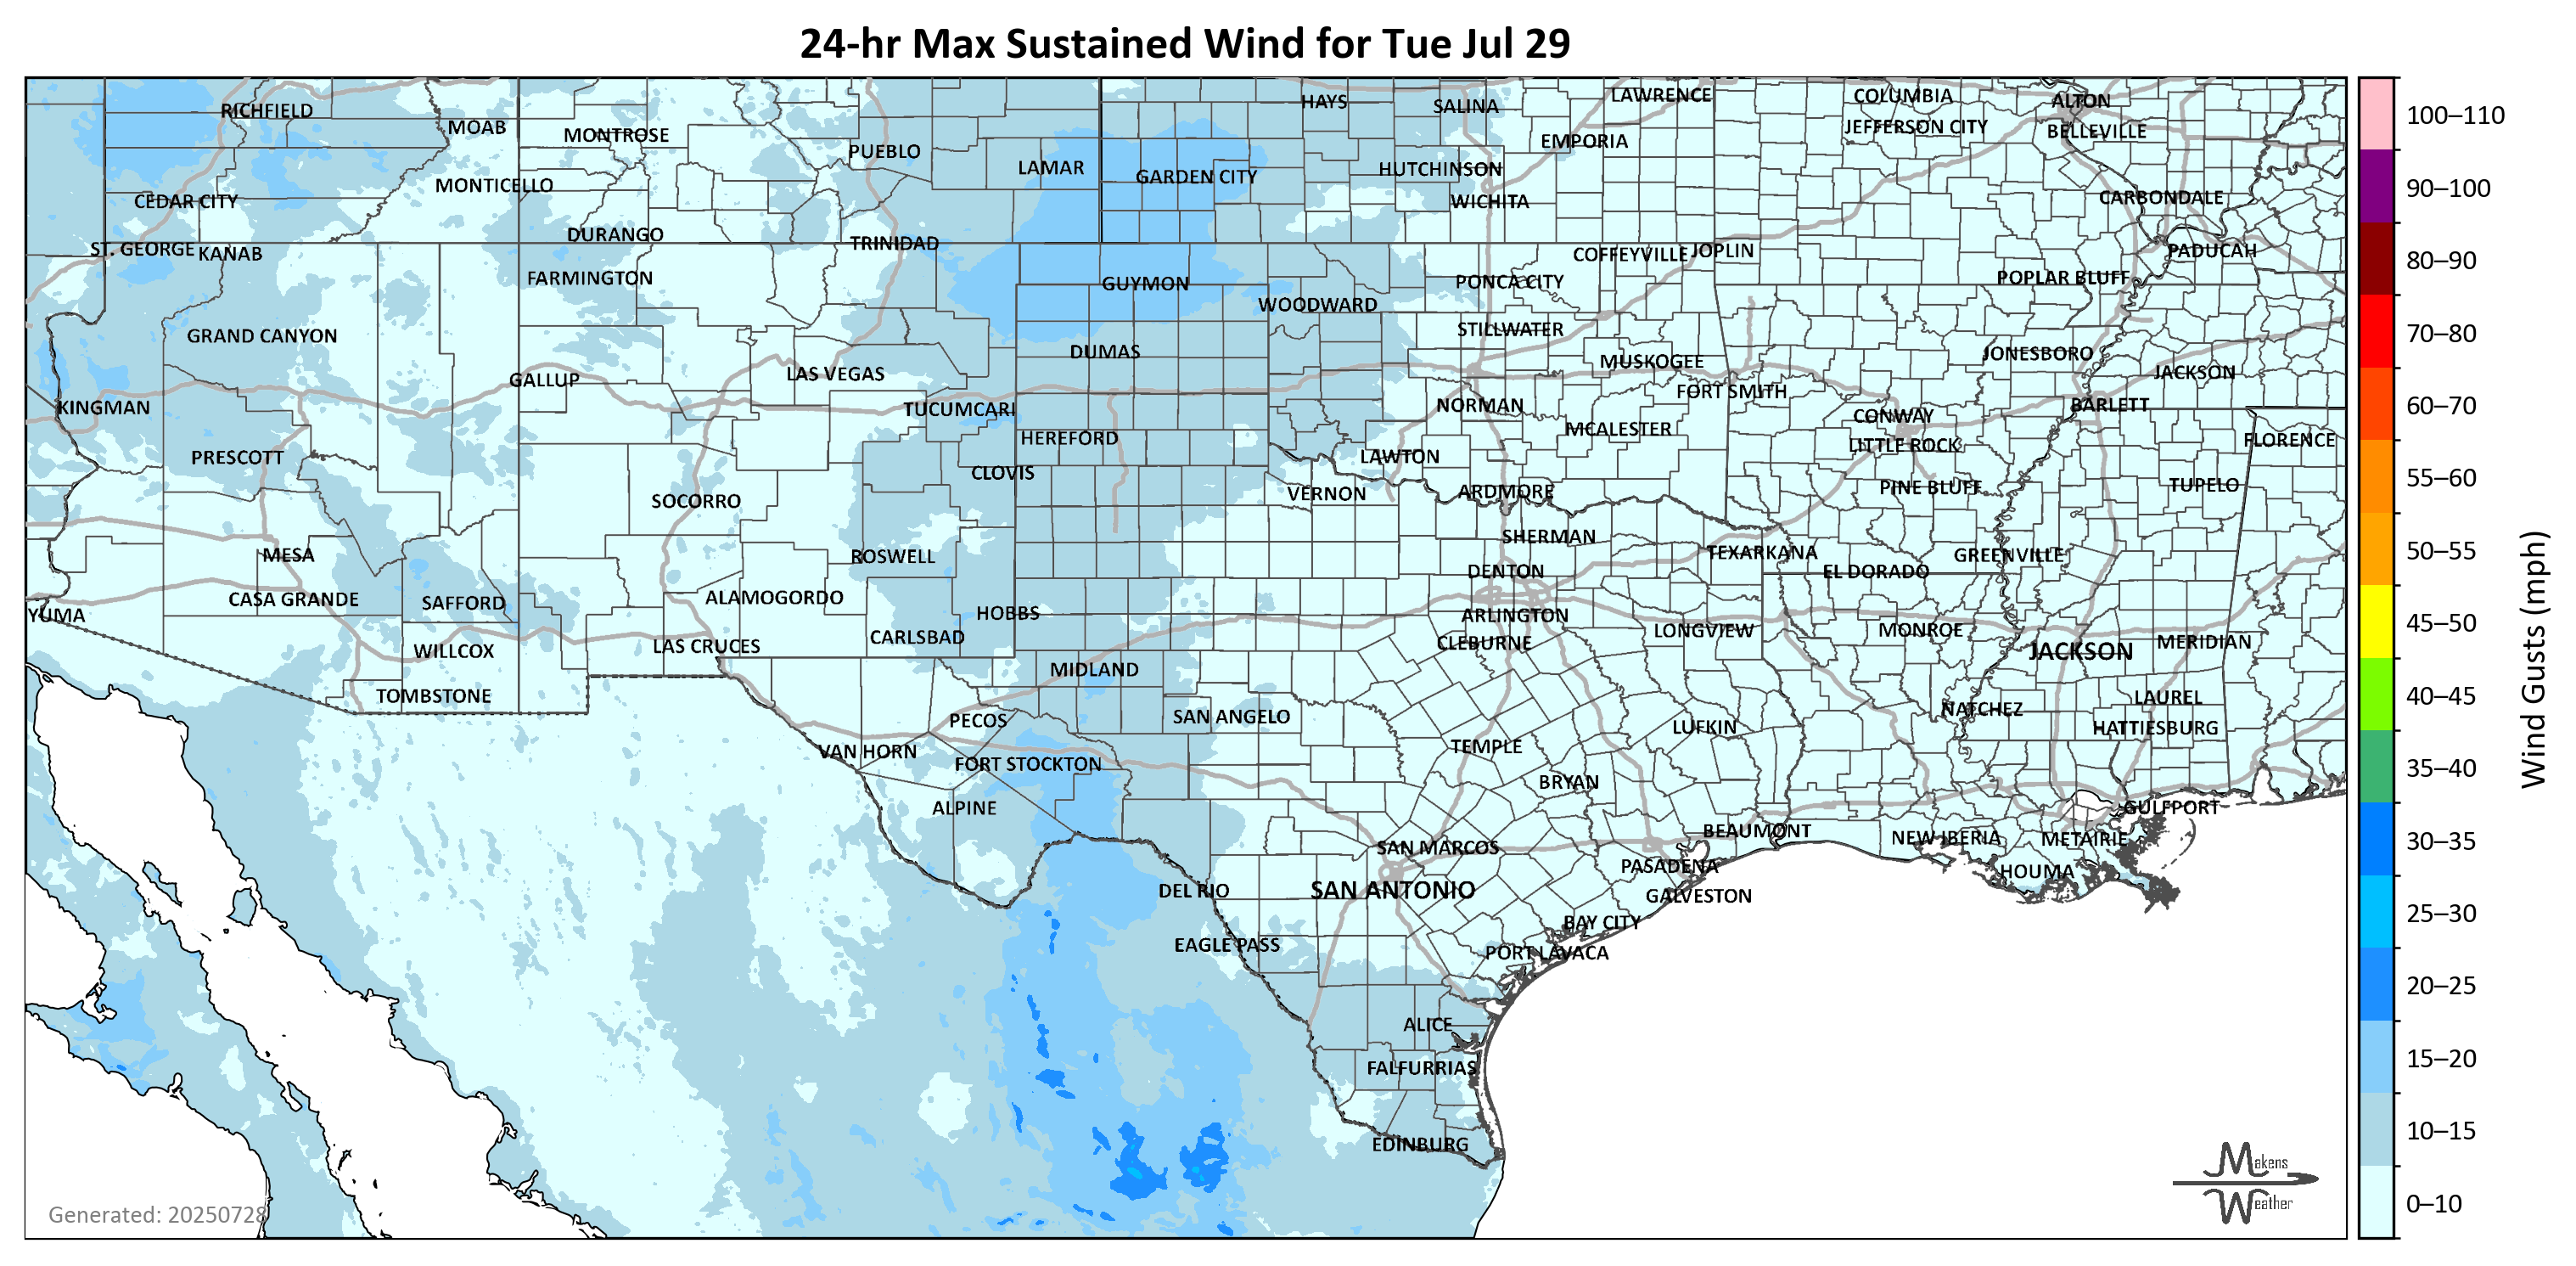 24-hr Max Sustained Wind for Tue Jul 29
RICHFIELD
MOAB
MONTROSE
PUEBLO
LAMAR
HAYS
SALINA
LAWRENCE
COLUMBIA
ALTON
EMPORIA
JEFFERSON CITY
BELLEVILLE
CEDAR CITY
MONTICELLO
GARDEN CITY
HUTCHINSON
WICHITA
CARBONDALE
ST. GEORGE
KANAB
DURANGO
TRINIDAD
COFFEYVILLE
JOPLIN
PADUCAH
FARMINGTON
GUYMON
WOODWARD
PONCA CITY
POPLAR BLUFF
GRAND CANYON
DUMAS
STILLWATER
MUSKOGEE
JONESBORO
JACKSON
KINGMAN
GALLUP
LAS VEGAS
TUCUMCARI
NORMAN
FORT SMITH
CONWAY
BARLETT
PRESCOTT
HEREFORD
MCALESTER
LITTLE ROCK
FLORENCE
CLOVIS
LAWTON
SOCORRO
VERNON
ARDMORE
PINE BLUFF
TUPELO
MESA
ROSWELL
SHERMAN
TEXARKANA
GREENVILLE
DENTON
EL DORADO
YUMA
CASA GRANDE
SAFFORD
ALAMOGORDO
HOBBS
ARLINGTON
CLEBURNE
LONGVIEW
MONROE
WILLCOX
LAS CRUCES
CARLSBAD
MIDLAND
JACKSON
MERIDIAN
TOMBSTONE
PECOS
SAN ANGELO
LUFKIN
NATCHEZ
LAUREL
HATTIESBURG
VAN HORN
FORT STOCKTON
TEMPLE
BRYAN
ALPINE
BEAUMONT
NEW IBERIA
METAIRIE
GULFPORT
SAN MARCOS
PASADENA
HOUMA
DEL RIO
SAN ANTONIO
GALVESTON
EAGLE PASS
BAY CITY
PORT LAVACA
ALICE
FALFURRIAS
EDINBURG
Generated: 20250728
Makens
Weather
100–110
90–100
80–90
70–80
60–70
55–60
50–55
45–50
40–45
35–40
30–35
25–30
20–25
15–20
10–15
0–10
Wind Gusts (mph)